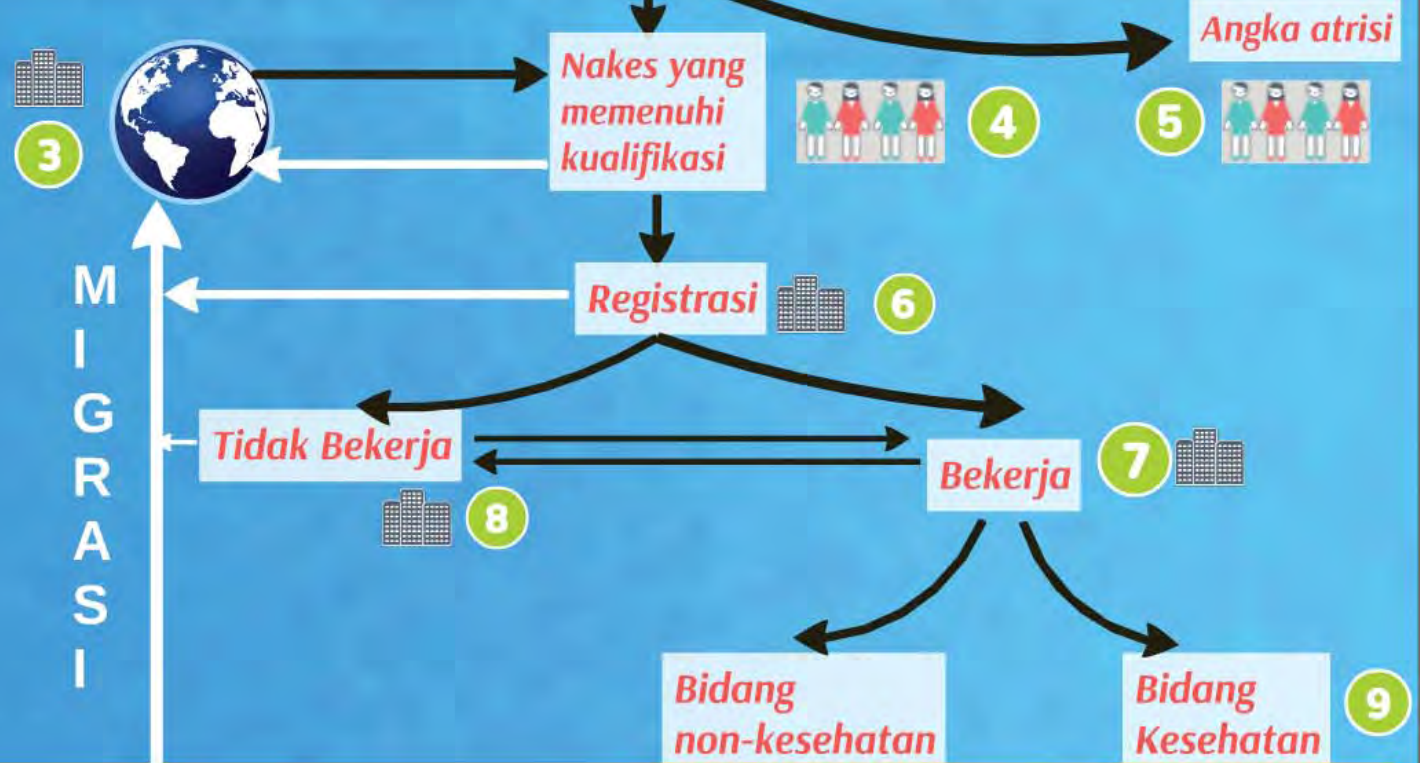 Angka atrisi
3
Nakes yang
memenuhi
kualifikasi
4
5
MIGRASI
Registrasi
6
Tidak Bekerja
8
Bekerja
7
Bidang
non-kesehatan
Bidang
Kesehatan
9